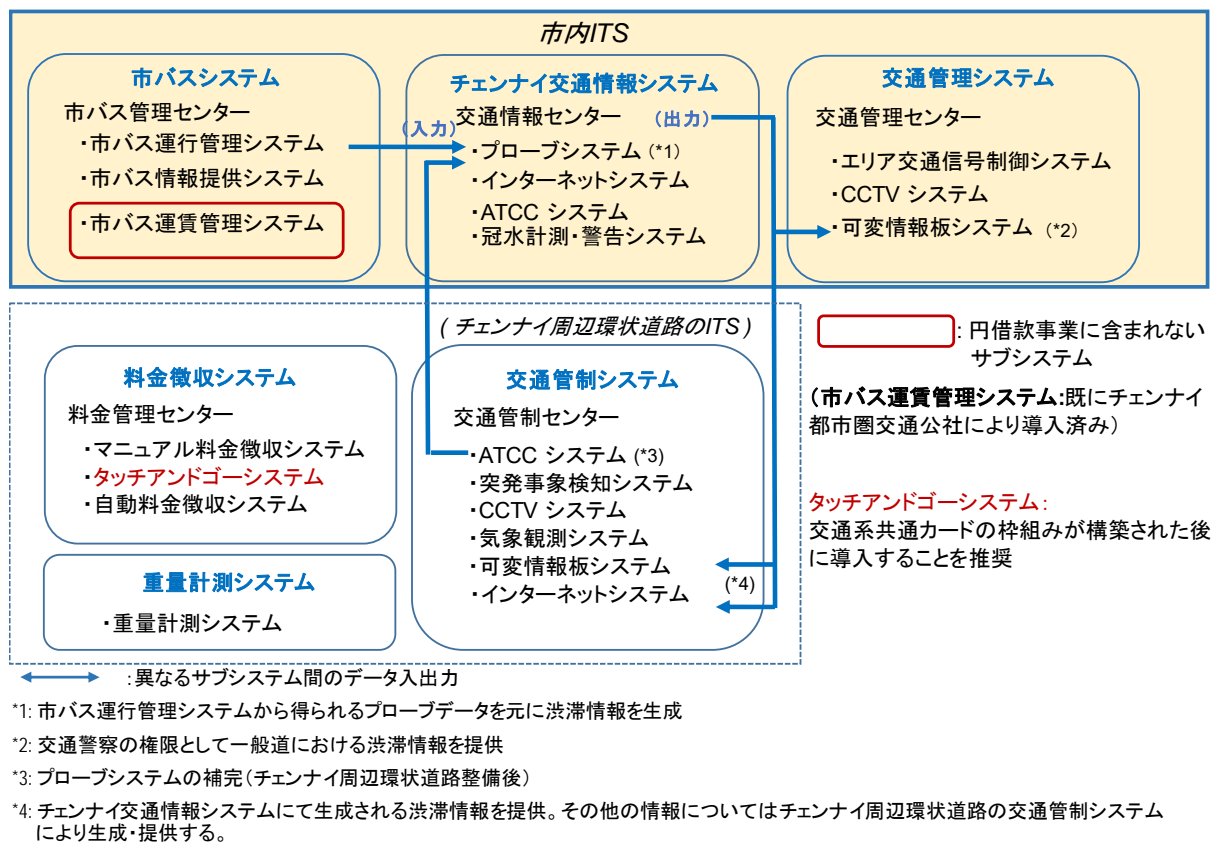 市内ITS
市バスシステム
市バス管理センター
・市バス運行管理システム
・市バス情報提供システム
・市バス運賃管理システム
(入力)
チェンナイ交通情報システム
交通情報センター (出力)
・プローブシステム (*1)
・インターネットシステム
・ATCC システム
・冠水計測・警告システム
交通管理システム
交通管理センター
・エリア交通信号制御システム
・CCTV システム
・可変情報板システム (*2)
( チェンナイ周辺環状道路のITS )
料金徴収システム
料金管理センター
・マニュアル料金徴収システム
・タッチアンドゴーシステム
・自動料金徴収システム
重量計測システム
・重量計測システム
交通管制システム
交通管制センター
・ATCC システム (*3)
・突発事象検知システム
・CCTV システム
・気象観測システム
・可変情報板システム
・インターネットシステム
(*4)
: 円借款事業に含まれない
サブシステム
(市バス運賃管理システム:既にチェンナイ
都市圏交通公社により導入済み)
タッチアンドゴーシステム:
交通系共通カードの枠組みが構築された後
に導入することを推奨
:異なるサブシステム間のデータ入出力
*1: 市バス運行管理システムから得られるプローブデータを元に渋滞情報を生成
*2: 交通警察の権限として一般道における渋滞情報を提供
*3: プローブシステムの補完(チェンナイ周辺環状道路整備後)
*4: チェンナイ交通情報システムにて生成される渋滞情報を提供。その他の情報についてはチェンナイ周辺環状道路の交通管制システム
により生成・提供する。